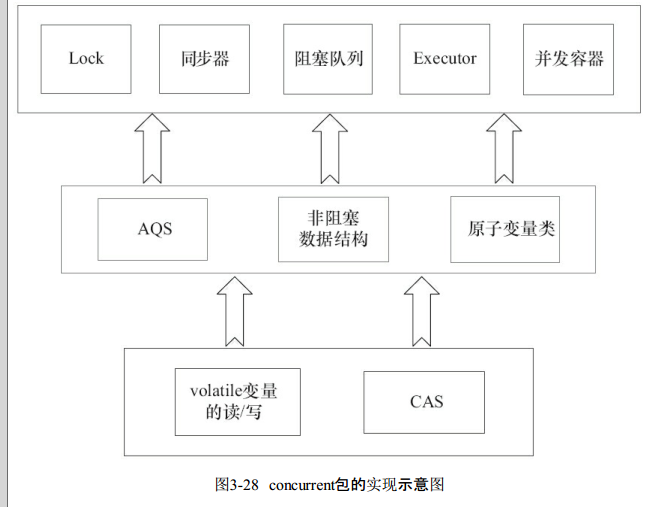 Lock
同步器
阻塞队列
Executor
并发容器
AQS
非阻塞
数据结构
原子变量类
volatile变量
的读/写
CAS
图3-28 concurrent包的实现示意图